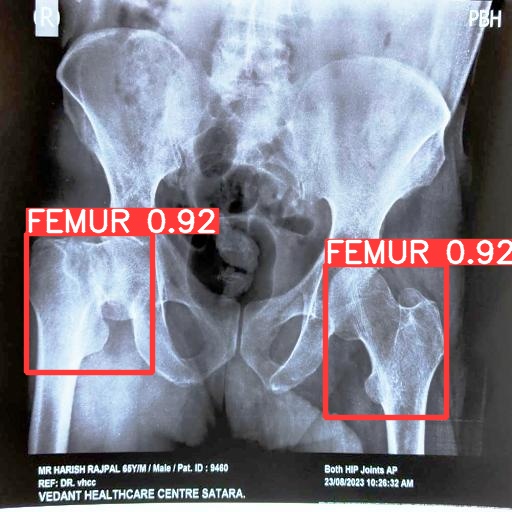 R
PBH
FEMUR 0.92
FEMUR 0.92
MR HARISH RAJPAL 65Y/M / Male / Pat. ID : 9460
REF: DR. vhcc
VEDANT HEALTHCARE CENTRE SATARA.
Both HIP Joints AP
23/08/2023 10:26:32 AM